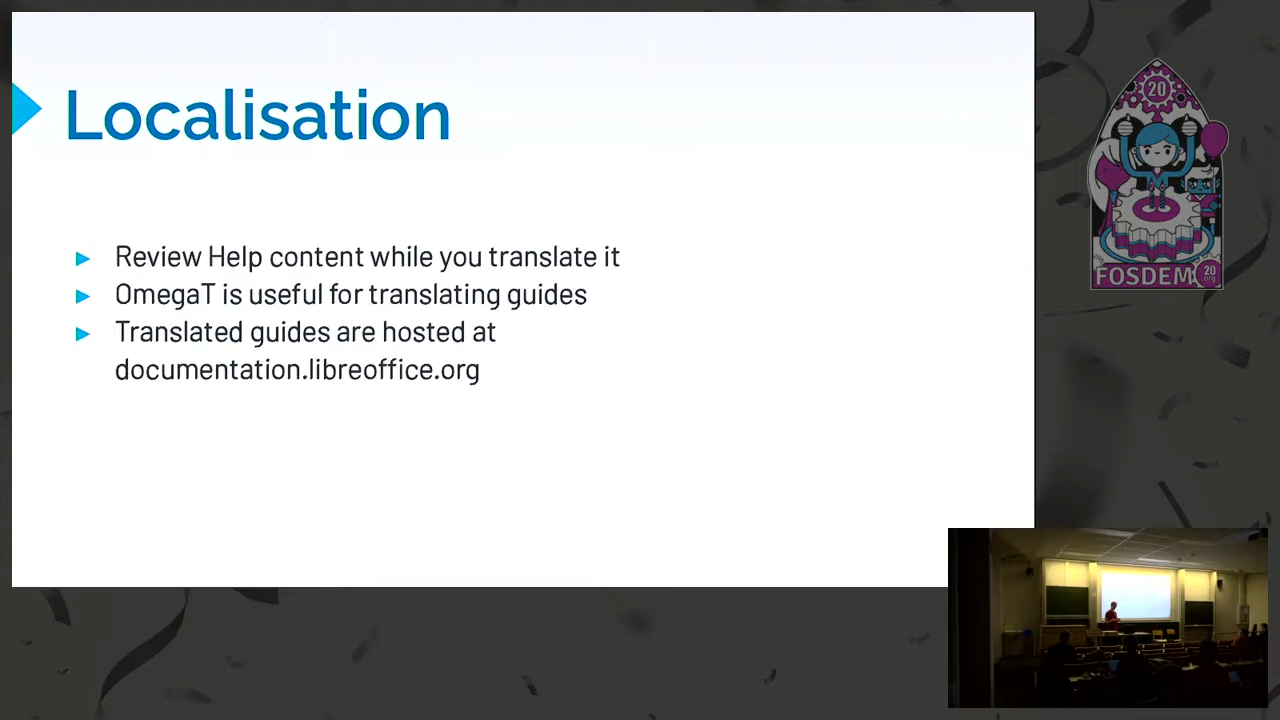 Localisation
Review Help content while you translate it
OmegaT is useful for translating guides
Translated guides are hosted at
documentation.libreoffice.org
20
FOSDEM
20
org